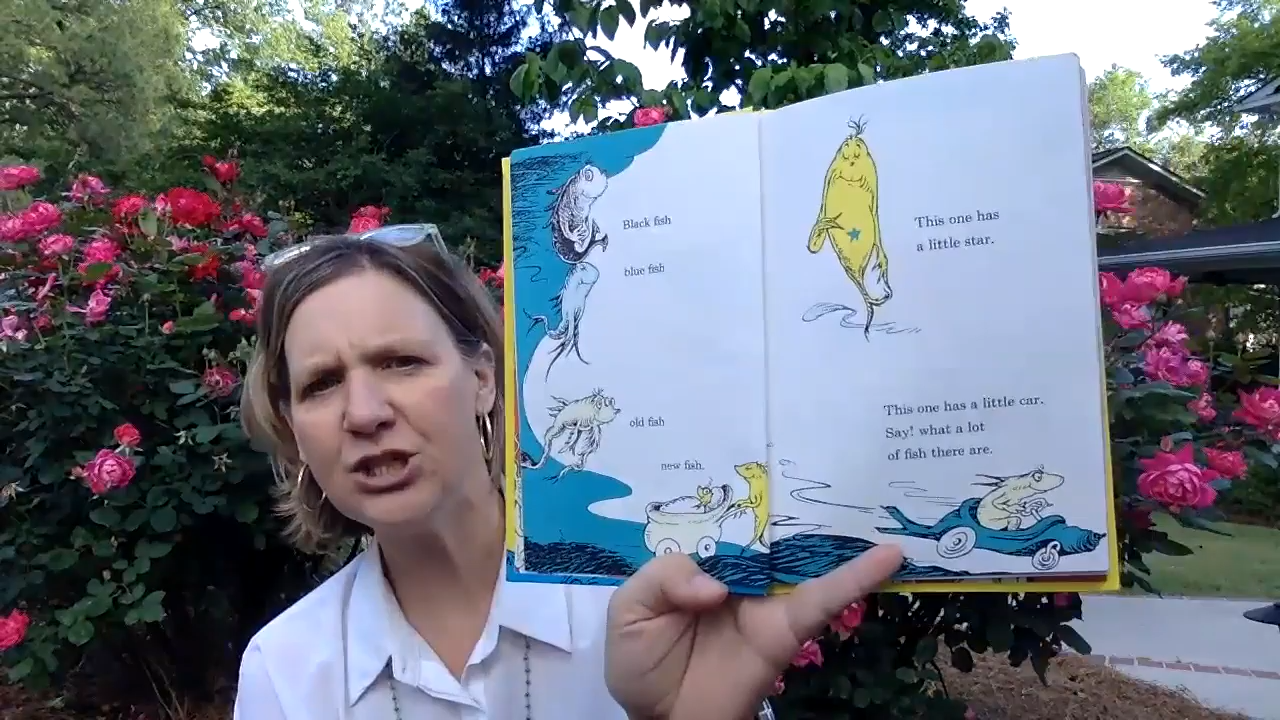 Black fish
blue fish
old fish
new fish.
This one has
a little star.
This one has a little car.
Say! what a lot
of fish there are.